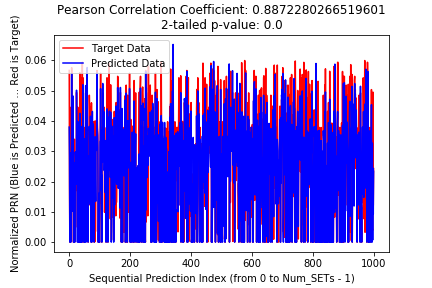 Pearson Correlation Coefficient: 0.8872280266519601
2-tailed p-value: 0.0
Target Data
Predicted Data
Normalized PRN (Blue is Predicted ... Red is Target)
0.06
0.05
0.04
0.03
0.02
0.01
0.00
0 200 400 600 800 1000
Sequential Prediction Index (from 0 to Num_SETs - 1)